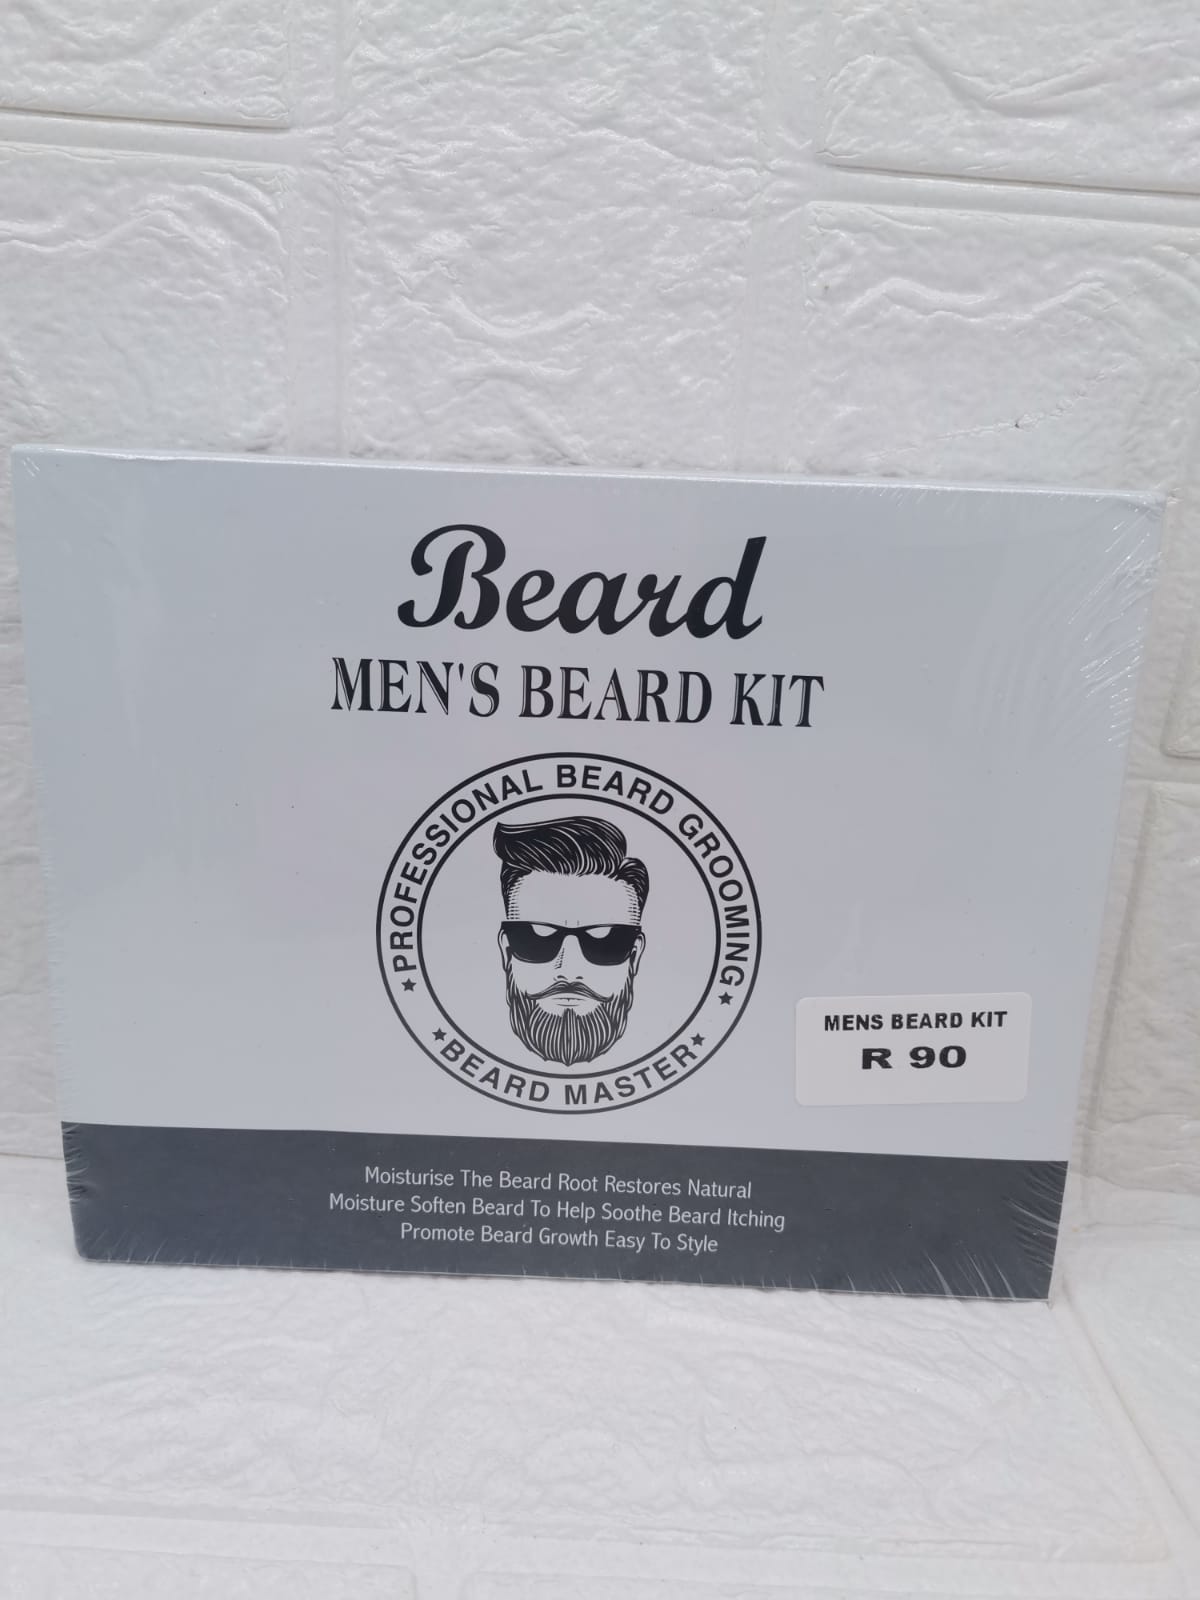 Beard
MEN'S BEARD KIT
PROFESSIONAL BEARD GROOMING
BEARD MASTER
MENS BEARD KIT
R 90
Moisturise The Beard Root Restores Natural
Moisture Soften Beard To Help Soothe Beard Itching
Promote Beard Growth Easy To Style